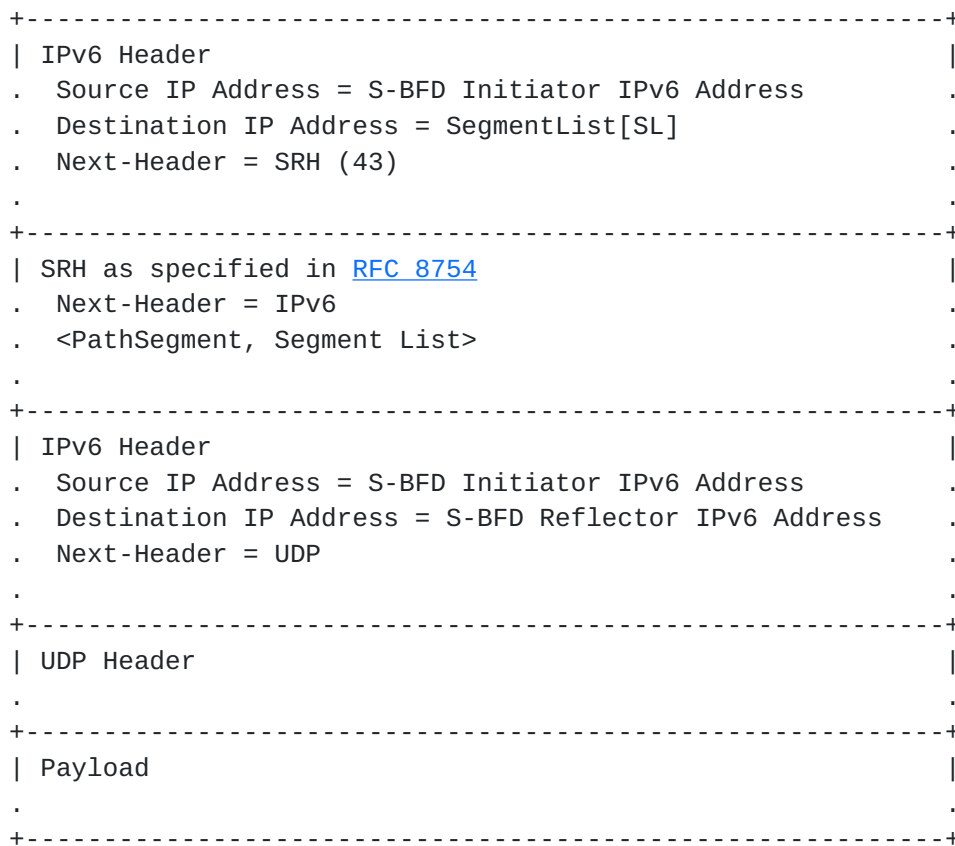 +-------------------------------------------------------------+
| IPv6 Header                                                 |
.  Source IP Address = S-BFD Initiator IPv6 Address           .
.  Destination IP Address = SegmentList[SL]                   .
.  Next-Header = SRH (43)                                     .
.                                                             .
+-------------------------------------------------------------+
| SRH as specified in RFC 8754                                |
.  Next-Header = IPv6                                         .
.  <PathSegment, Segment List>                                .
.                                                             .
+-------------------------------------------------------------+
| IPv6 Header                                                 |
.  Source IP Address = S-BFD Initiator IPv6 Address           .
.  Destination IP Address = S-BFD Reflector IPv6 Address      .
.  Next-Header = UDP                                          .
.                                                             .
+-------------------------------------------------------------+
| UDP Header                                                  |
.                                                             .
+-------------------------------------------------------------+
| Payload                                                     |
.                                                             .
+-------------------------------------------------------------+